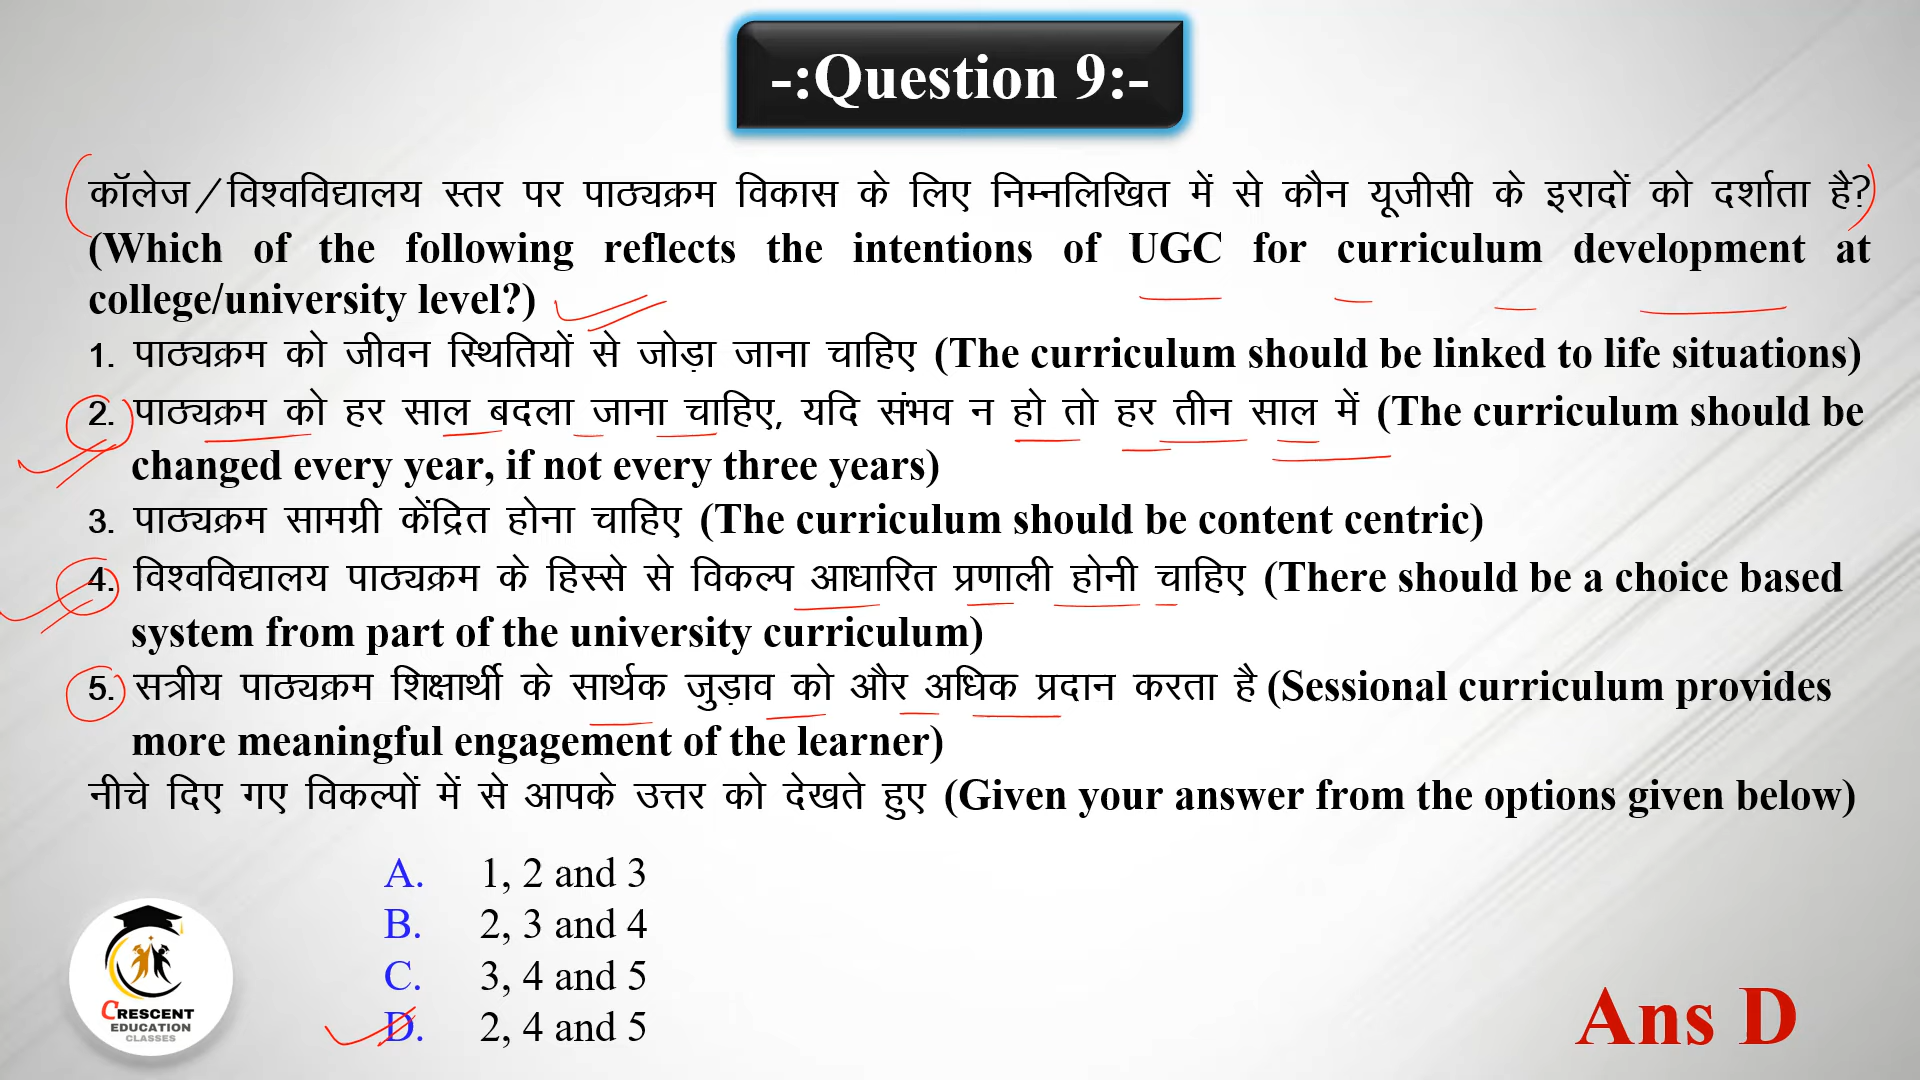 -:Question 9:-
कॉलेज/विश्वविद्यालय स्तर पर पाठ्यक्रम विकास के लिए निम्नलिखित में से कौन यूजीसी के इरादों को दर्शाता है?
(Which of the following reflects the intentions of UGC for curriculum development at
college/university level?)
1. पाठ्यक्रम को जीवन स्थितियों से जोड़ा जाना चाहिए (The curriculum should be linked to life situations)
2. पाठ्यक्रम को हर साल बदला जाना चाहिए, यदि संभव न हो तो हर तीन साल में (The curriculum should be
changed every year, if not every three years)
3. पाठ्यक्रम सामग्री केंद्रित होना चाहिए (The curriculum should be content centric)
4. विश्वविद्यालय पाठ्यक्रम के हिस्से से विकल्प आधारित प्रणाली होनी चाहिए (There should be a choice based
system from part of the university curriculum)
5. सत्रीय पाठ्यक्रम शिक्षार्थी के सार्थक जुड़ाव को और अधिक प्रदान करता है (Sessional curriculum provides
more meaningful engagement of the learner)
नीचे दिए गए विकल्पों में से आपके उत्तर को देखते हुए (Given your answer from the options given below)
A. 1, 2 and 3
B. 2, 3 and 4
C. 3, 4 and 5
D. 2, 4 and 5
CRESCENT
EDUCATION
CLASSES
Ans D